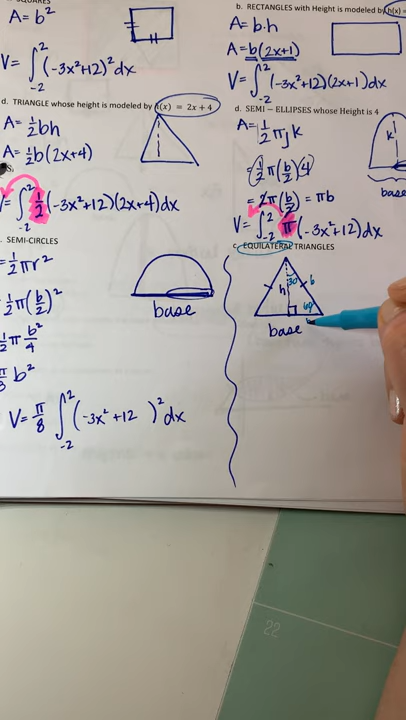 A = b²
V = ∫₋₂² (-3x²+12)² dx
b. RECTANGLES with Height is modeled by h(x) =
A = b·h
A = b(2x+1)
V = ∫₋₂² (-3x²+12)(2x+1)dx
d. TRIANGLE whose height is modeled by h(x) = 2x + 4
A = ½bh
A = ½b(2x+4)
V = ∫₋₂² ½(-3x²+12)(2x+4)dx
d. SEMI – ELLIPSES whose Height is 4
A = ½πjk
= ½π(b/2)(4)
= 2π(b/2) = πb
V = ∫₋₂² π(-3x²+12)dx
k
base
. SEMI-CIRCLES
= ½πr²
= ½π(b/2)²
½π b²/4
π/8 b²
base
V = π/8 ∫₋₂² (-3x²+12 )² dx
c. EQUILATERAL TRIANGLES
30 b
h
60
base
22